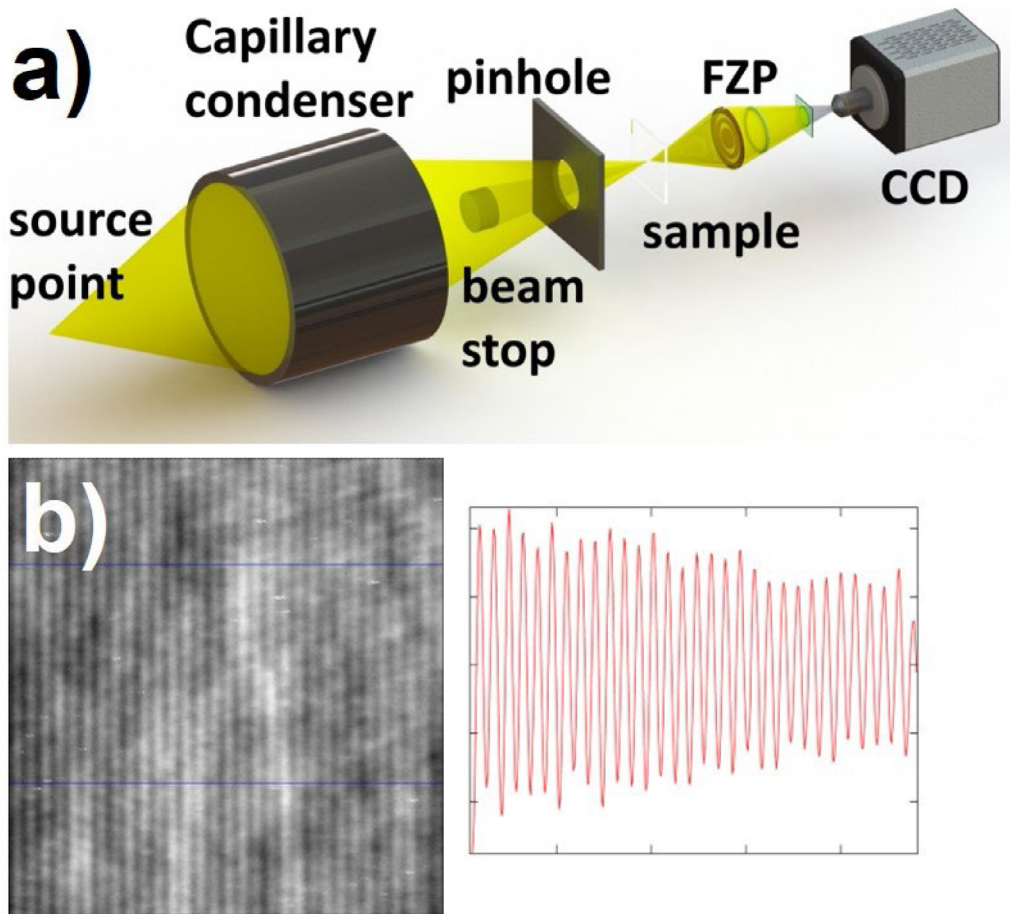 a)
Capillary
condenser
pinhole
FZP
CCD
source
point
sample
beam
stop
b)